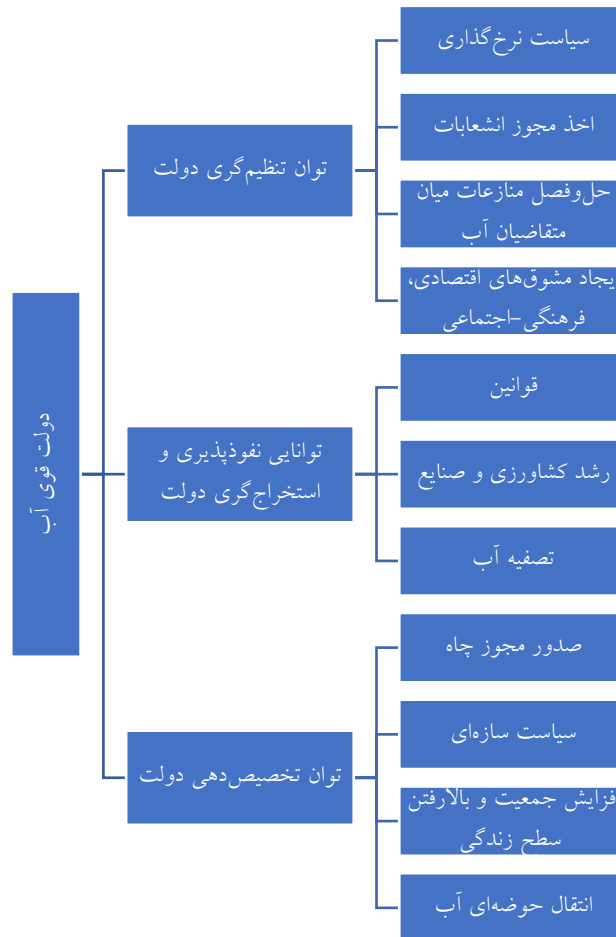 دولت قوی آب
توان تنظیم‌گری دولت
سیاست نرخ‌گذاری
اخذ مجوز انشعابات
حل‌وفصل منازعات میان
متقاضیان آب
یجاد مشوق‌های اقتصادی،
فرهنگی-اجتماعی
توانایی نفوذپذیری و
استخراج‌گری دولت
قوانین
رشد کشاورزی و صنایع
تصفیه آب
توان تخصیص‌دهی دولت
صدور مجوز چاه
سیاست سازه‌ای
فزایش جمعیت و بالارفتن
سطح زندگی
انتقال حوضه‌ای آب